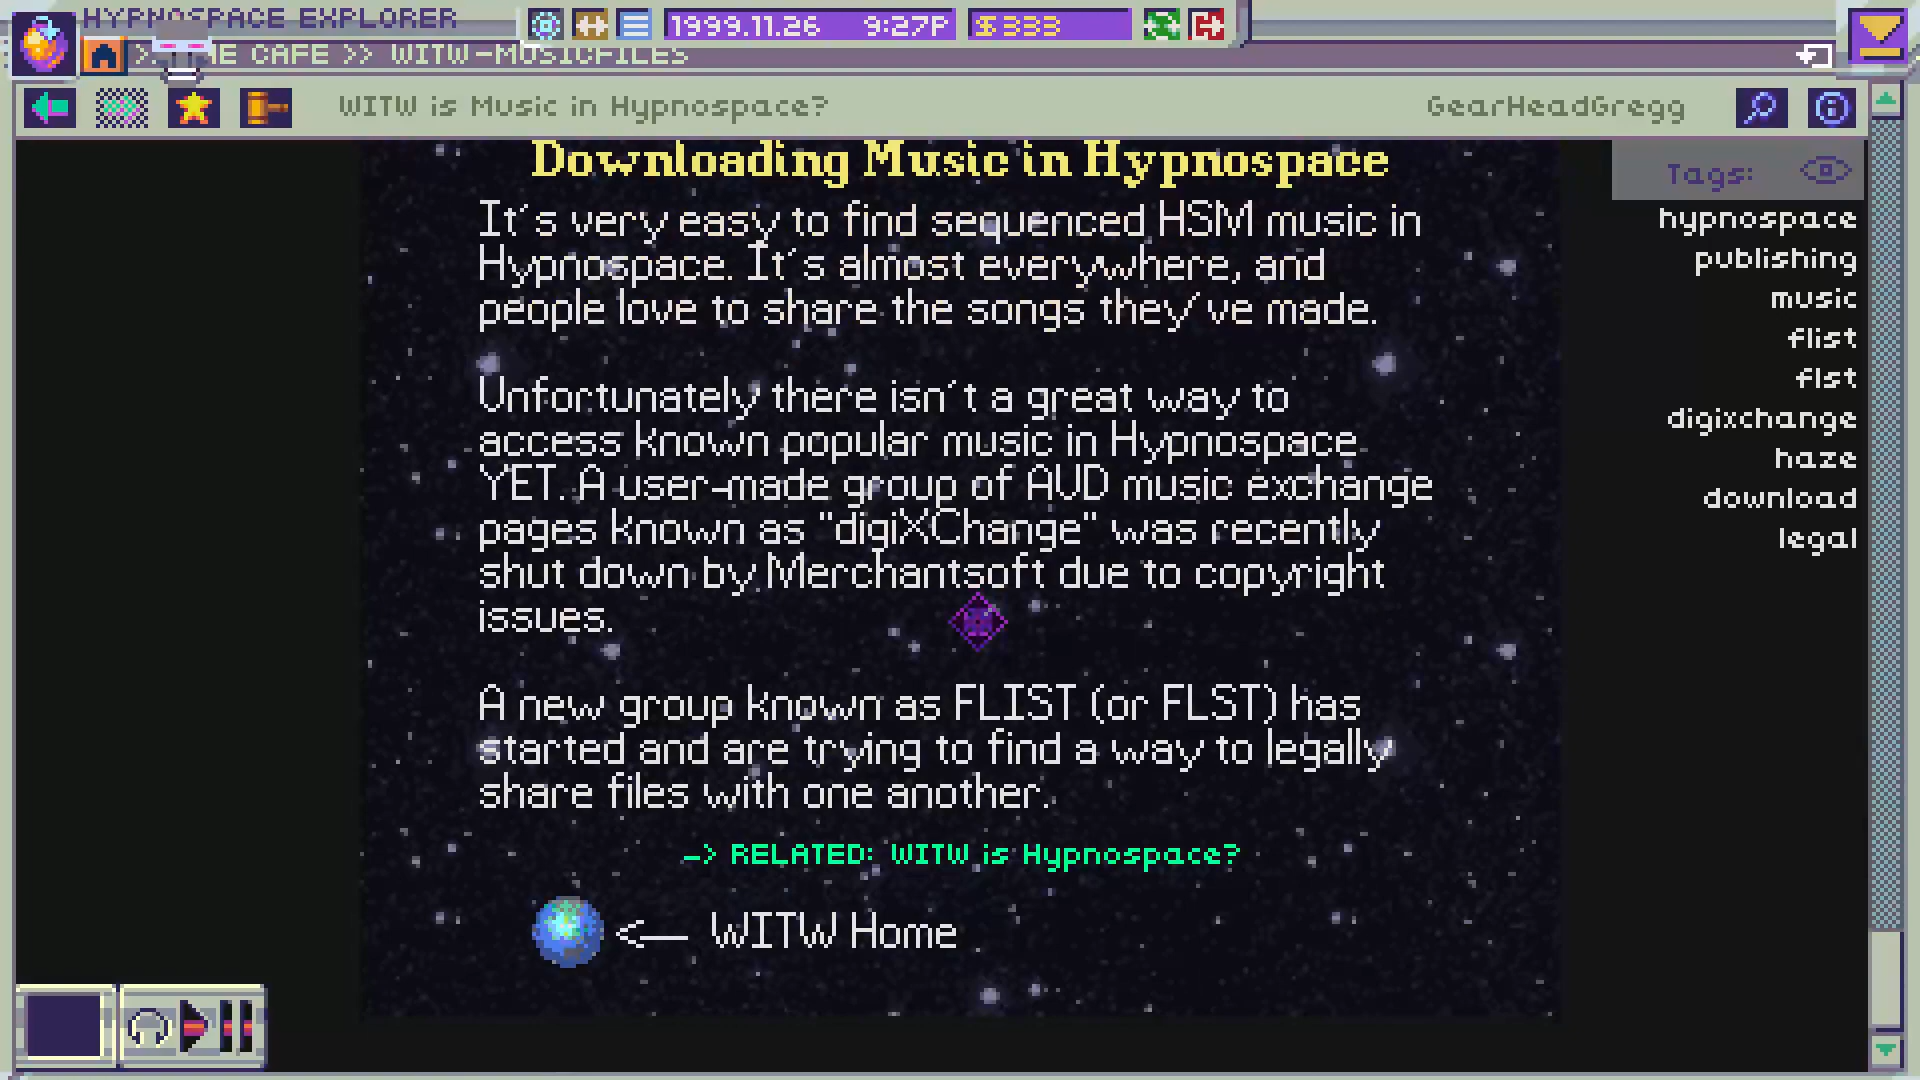 HYPNOSPACE EXPLORER
1999.11.26 9:27P $333
HE CAFE >> WITW-MUSICFILES
WITW is Music in Hypnospace?
GearHeadGregg
Downloading Music in Hypnospace
It's very easy to find sequenced HSM music in
Hypnospace. It's almost everywhere, and
people love to share the songs they've made.
Unfortunately there isn't a great way to
access known popular music in Hypnospace
YET. A user-made group of AVD music exchange
pages known as "digiXChange" was recently
shut down by Merchantsoft due to copyright
issues.
A new group known as FLIST (or FLST) has
started and are trying to find a way to legally
share files with one another.
-> RELATED: WITW is Hypnospace?
<-- WITW Home
Tags:
hypnospace
publishing
music
flist
flst
digixchange
haze
download
legal